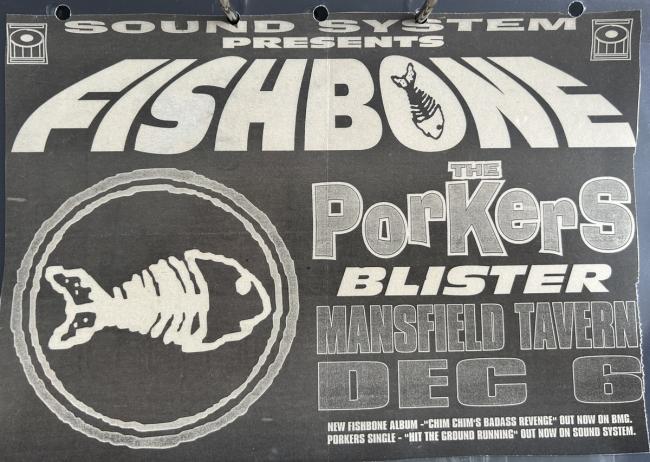 SOUND SYSTEM
PRESENTS
FISHBONE
THE
PORKERS
BLISTER
MANSFIELD TAVERN
DEC 6
NEW FISHBONE ALBUM -"CHIM CHIM'S BADASS REVENGE" OUT NOW ON BMG.
PORKERS SINGLE - "HIT THE GROUND RUNNING" OUT NOW ON SOUND SYSTEM.